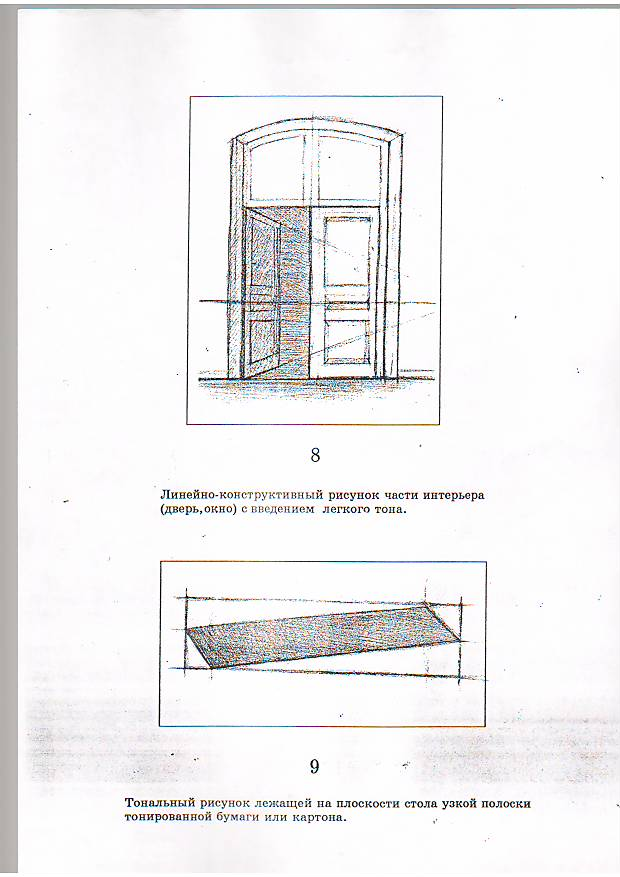 8
Линейно-конструктивный рисунок части интерьера
(дверь,окно) с введением легкого тона.
9
Тональный рисунок лежащей на плоскости стола узкой полоски
тонированной бумаги или картона.